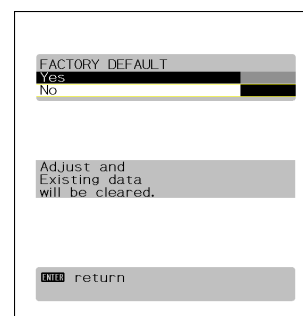 FACTORY DEFAULT
Yes
No
Adjust and
Existing data
will be cleared.
ENTER return